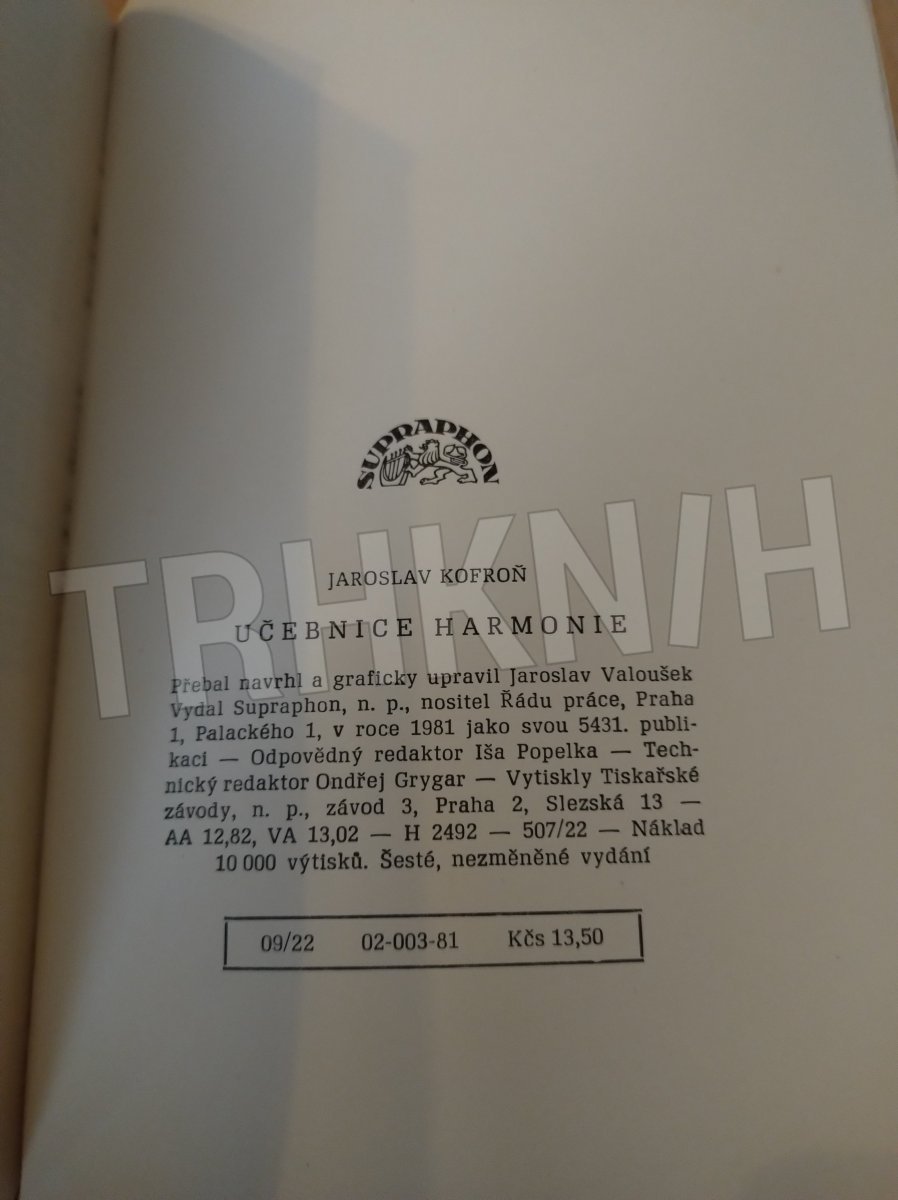 SUPRAPHON
TRHKNIH
JAROSLAV KOFROŇ
UČEBNICE HARMONIE
Přebal navrhl a graficky upravil Jaroslav Valoušek
Vydal Supraphon, n. p., nositel Řádu práce, Praha
1, Palackého 1, v roce 1981 jako svou 5431. publi-
kaci — Odpovědný redaktor Iša Popelka — Tech-
nický redaktor Ondřej Grygar — Vytiskly Tiskařské
závody, n. p., závod 3, Praha 2, Slezská 13 —
AA 12,82, VA 13,02 — H 2492 — 507/22 — Náklad
10 000 výtisků. Šesté, nezměněné vydání
09/22 02-003-81 Kčs 13,50